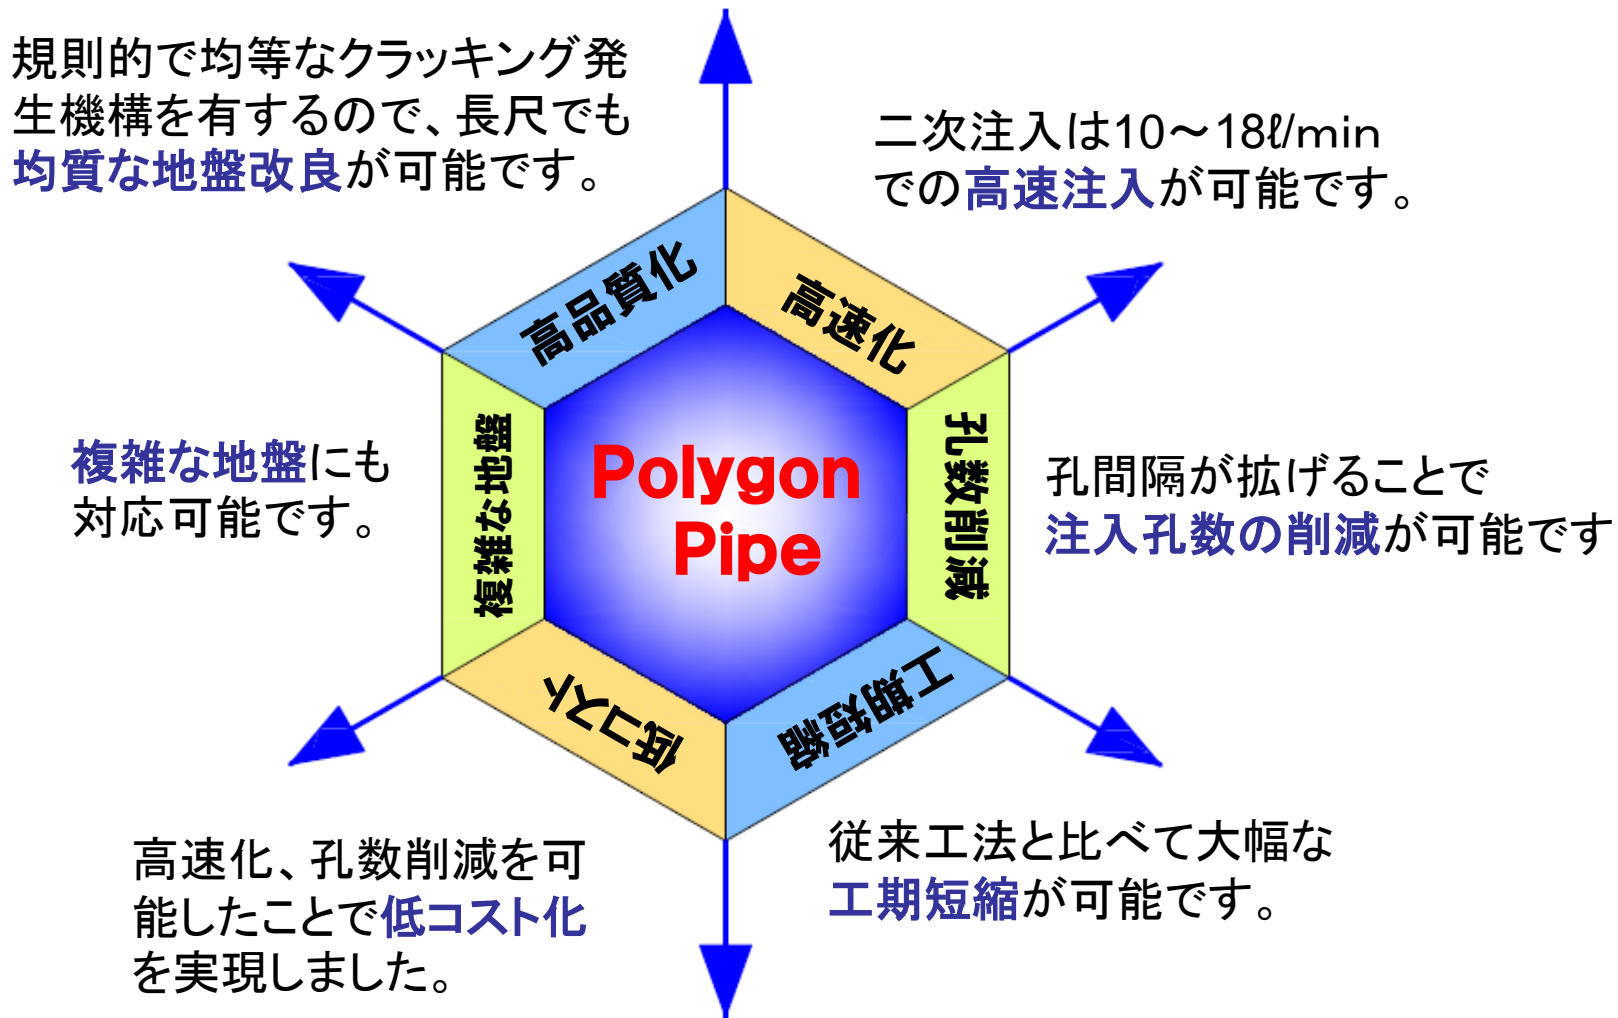 規則的で均等なクラッキング発
生機構を有するので、長尺でも
均質な地盤改良が可能です。
二次注入は10～18ℓ/min
での高速注入が可能です。
高品質化
高速化
複雑な地盤にも
対応可能です。
複雑な地盤
Polygon
Pipe
孔数削減
孔間隔が拡げることで
注入孔数の削減が可能です
低コスト
工期短縮
高速化、孔数削減を可
能したことで低コスト化
を実現しました。
従来工法と比べて大幅な
工期短縮が可能です。